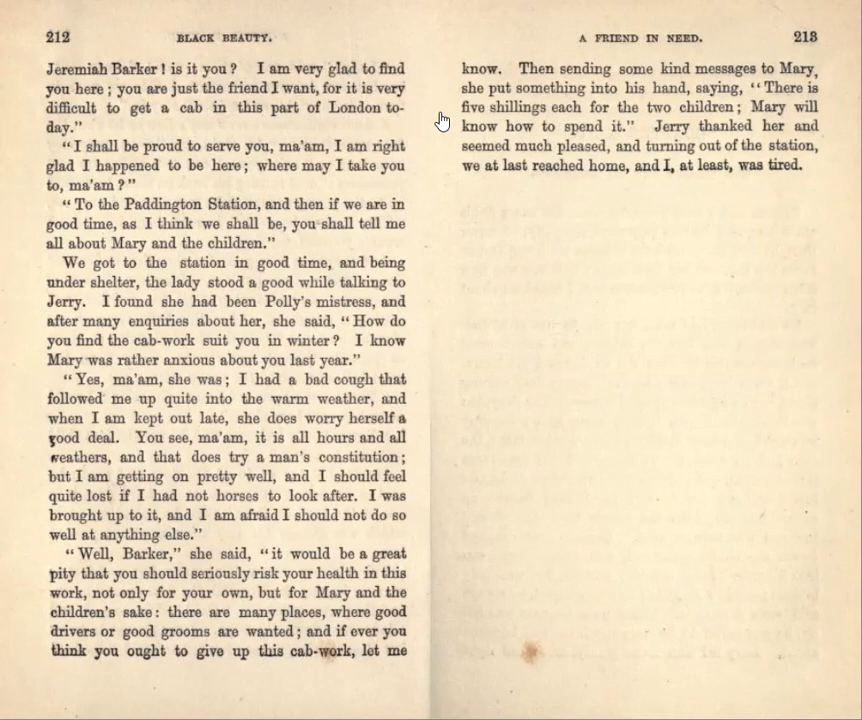 212 BLACK BEAUTY.
Jeremiah Barker! is it you? I am very glad to find
you here; you are just the friend I want, for it is very
difficult to get a cab in this part of London to-
day.”
“I shall be proud to serve you, ma'am, I am right
glad I happened to be here; where may I take you
to, ma'am?”
“To the Paddington Station, and then if we are in
good time, as I think we shall be, you shall tell me
all about Mary and the children.”
We got to the station in good time, and being
under shelter, the lady stood a good while talking to
Jerry. I found she had been Polly's mistress, and
after many enquiries about her, she said, “How do
you find the cab-work suit you in winter? I know
Mary was rather anxious about you last year.”
“Yes, ma'am, she was; I had a bad cough that
followed me up quite into the warm weather, and
when I am kept out late, she does worry herself a
good deal. You see, ma'am, it is all hours and all
weathers, and that does try a man's constitution;
but I am getting on pretty well, and I should feel
quite lost if I had not horses to look after. I was
brought up to it, and I am afraid I should not do so
well at anything else.”
“Well, Barker,” she said, “it would be a great
pity that you should seriously risk your health in this
work, not only for your own, but for Mary and the
children's sake: there are many places, where good
drivers or good grooms are wanted; and if ever you
think you ought to give up this cab-work, let me
A FRIEND IN NEED. 213
know. Then sending some kind messages to Mary,
she put something into his hand, saying, “There is
five shillings each for the two children; Mary will
know how to spend it.” Jerry thanked her and
seemed much pleased, and turning out of the station,
we at last reached home, and I, at least, was tired.